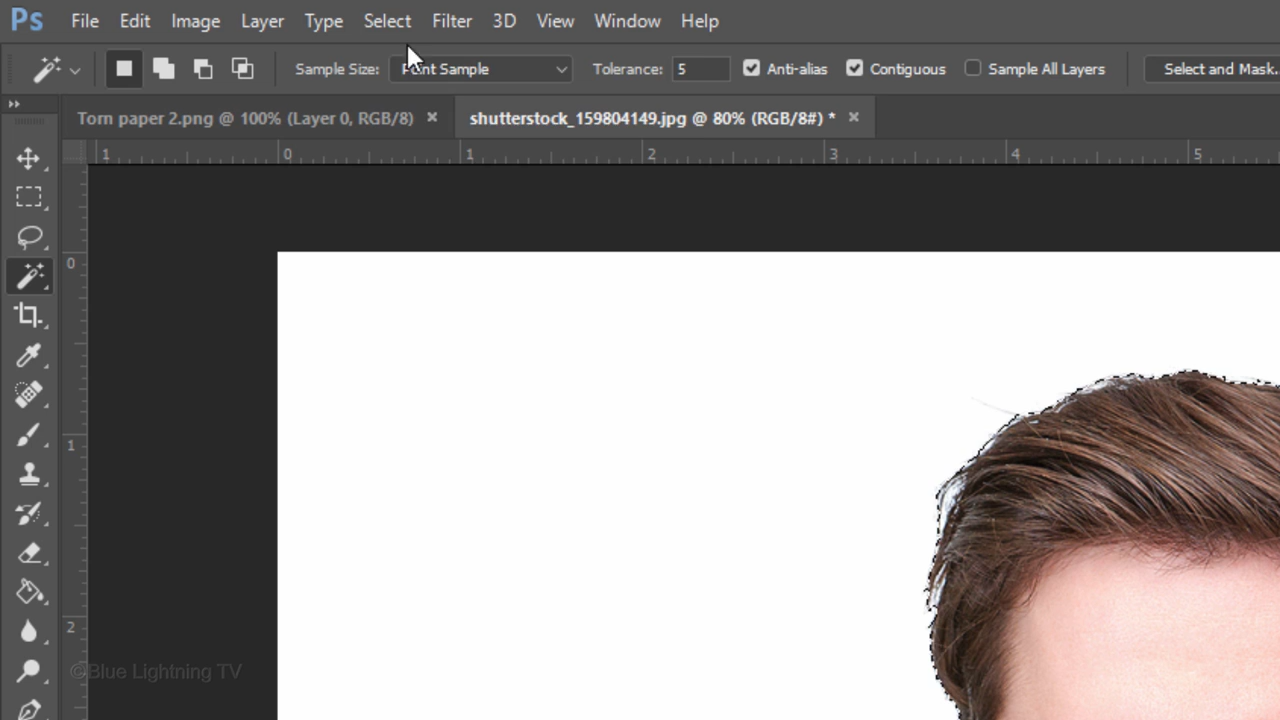 Ps File Edit Image Layer Type Select Filter 3D View Window Help
Sample Size: Point Sample Tolerance: 5 Anti-alias Contiguous Sample All Layers Select and Mask.
Torn paper 2.png @ 100% (Layer 0, RGB/8) × shutterstock_159804149.jpg @ 80% (RGB/8#) * ×
1 0 1 2 3 4 5
0
1
2
©Blue Lightning TV